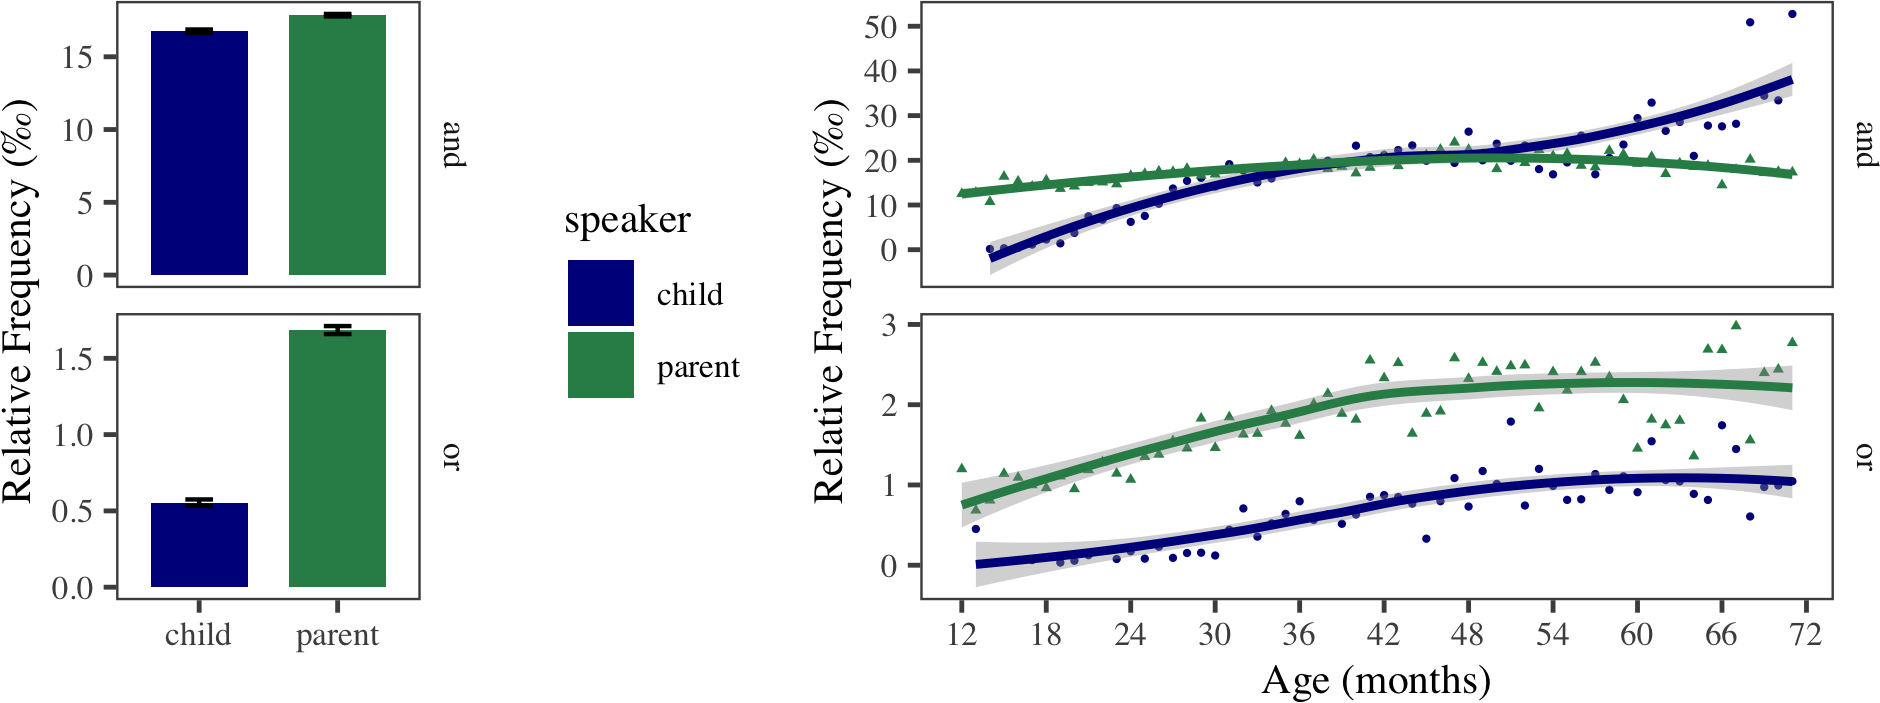 Relative Frequency (‰)
15
10
5
0
and
1.5
1.0
0.5
0.0
or
child parent
speaker
child
parent
Relative Frequency (‰)
50
40
30
20
10
0
and
3
2
1
0
or
12 18 24 30 36 42 48 54 60 66 72
Age (months)